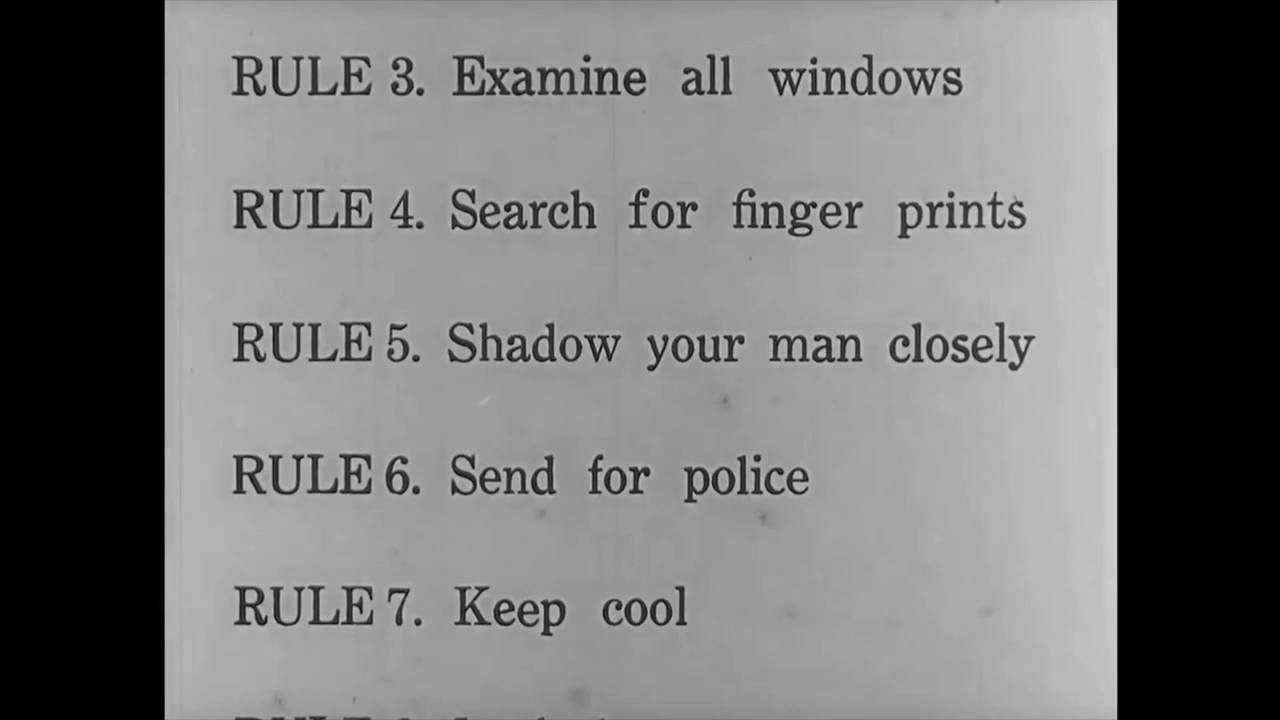 RULE 3. Examine all windows
RULE 4. Search for finger prints
RULE 5. Shadow your man closely
RULE 6. Send for police
RULE 7. Keep cool